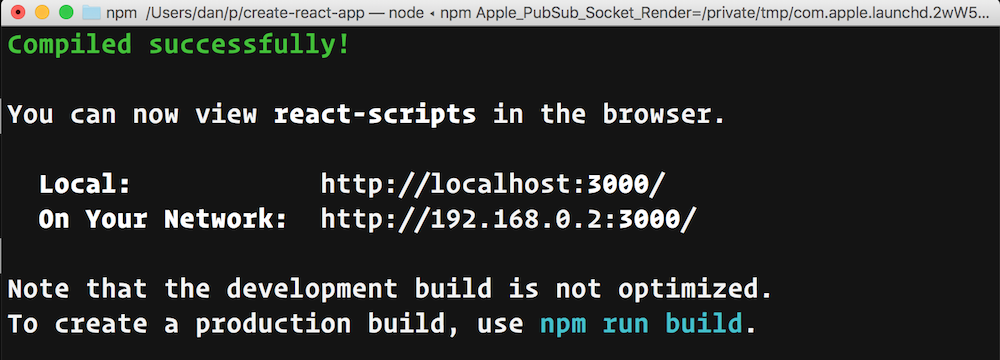 npm /Users/dan/p/create-react-app — node ◂ npm Apple_PubSub_Socket_Render=/private/tmp/com.apple.launchd.2wW5...
Compiled successfully!
You can now view react-scripts in the browser.
Local: http://localhost:3000/
On Your Network: http://192.168.0.2:3000/
Note that the development build is not optimized.
To create a production build, use npm run build.